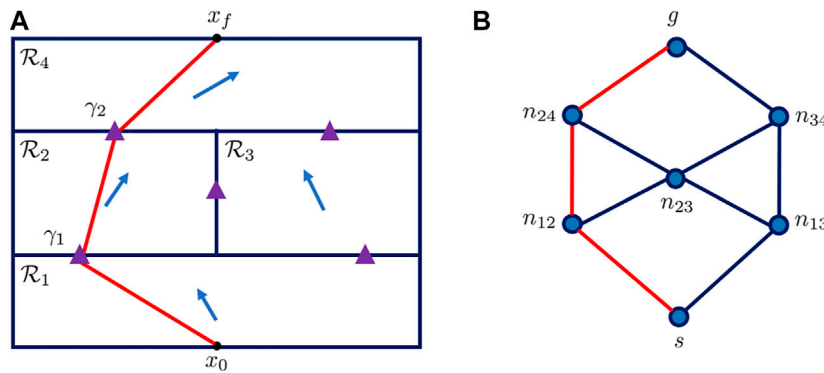 A
x_f
R_4
γ_2
R_2
R_3
γ_1
R_1
x_0
B
g
n_24
n_34
n_23
n_12
n_13
s